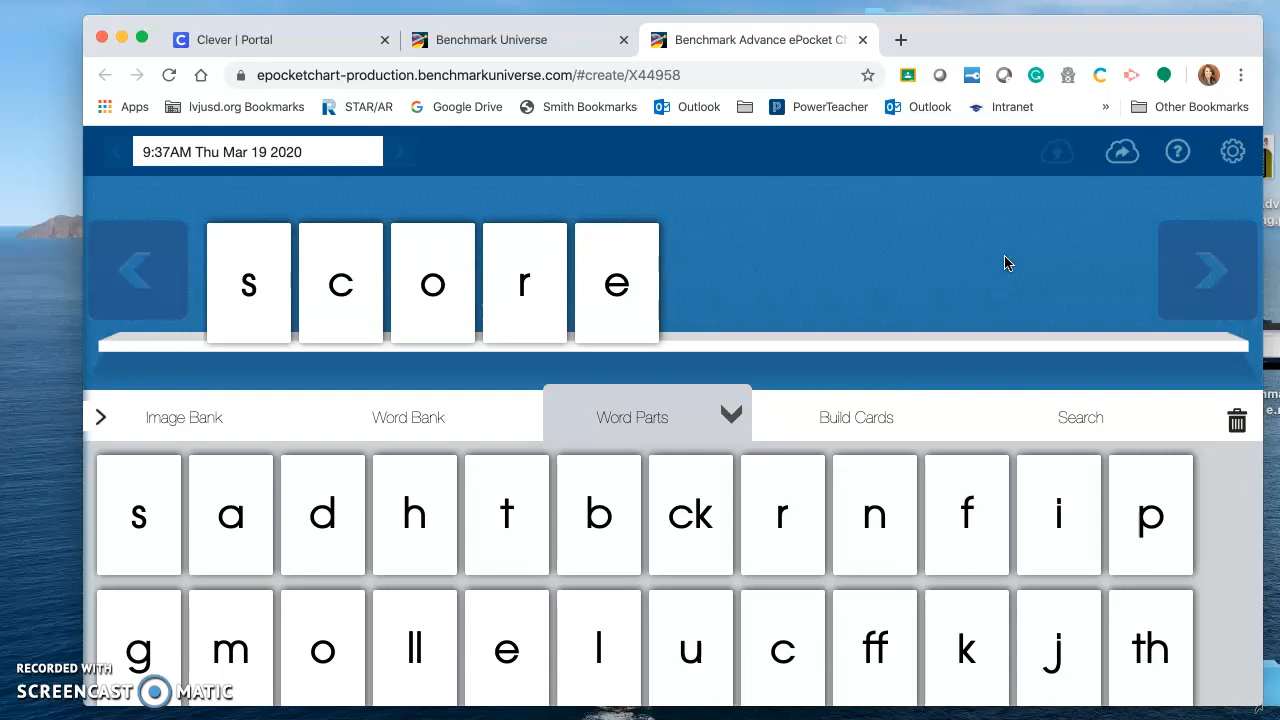 Clever | Portal
Benchmark Universe
Benchmark Advance ePocket Ch
epocketchart-production.benchmarkuniverse.com/#create/X44958
Apps
lvjusd.org Bookmarks
STAR/AR
Google Drive
Smith Bookmarks
Outlook
PowerTeacher
Outlook
Intranet
»
Other Bookmarks
9:37AM Thu Mar 19 2020
s c o r e
Image Bank
Word Bank
Word Parts
Build Cards
Search
s a d h t b ck r n f i p
g m o ll e l u c ff k j th
RECORDED WITH
SCREENCAST MATIC